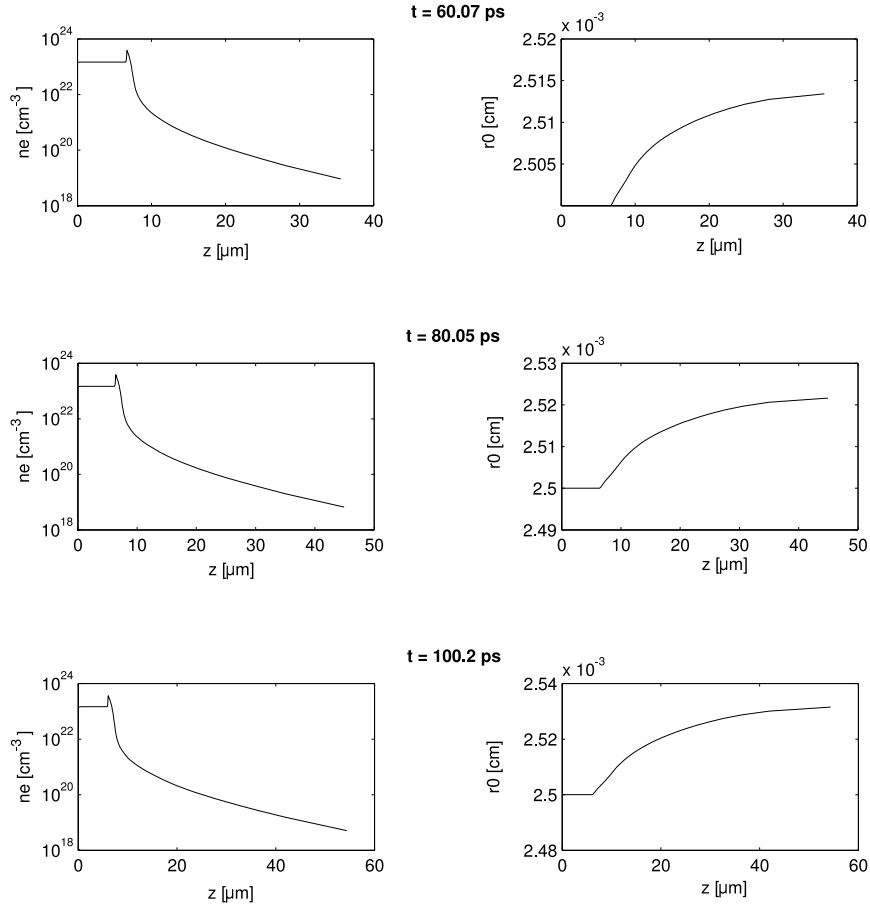 t = 60.07 ps
x 10^-3
10^24
10^22
10^20
10^18
ne [cm^-3]
0 10 20 30 40
z [µm]
2.52
2.515
2.51
2.505
r0 [cm]
0 10 20 30 40
z [µm]
t = 80.05 ps
x 10^-3
10^24
10^22
10^20
10^18
ne [cm^-3]
0 10 20 30 40 50
z [µm]
2.53
2.52
2.51
2.5
2.49
r0 [cm]
0 10 20 30 40 50
z [µm]
t = 100.2 ps
x 10^-3
10^24
10^22
10^20
10^18
ne [cm^-3]
0 20 40 60
z [µm]
2.54
2.52
2.5
2.48
r0 [cm]
0 20 40 60
z [µm]